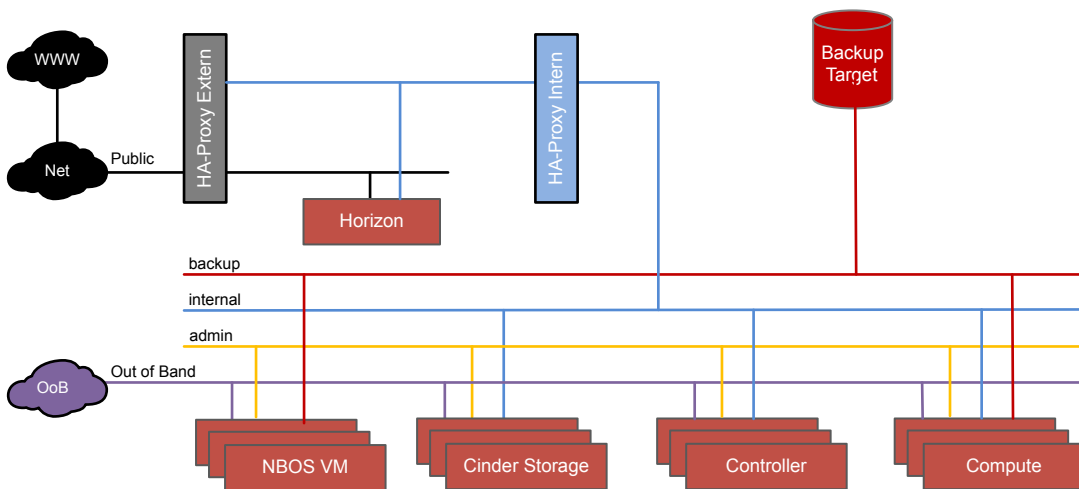 WWW
Net
Public
HA-Proxy Extern
HA-Proxy Intern
Backup
Target
Horizon
backup
internal
admin
Out of Band
OoB
NBOS VM
Cinder Storage
Controller
Compute